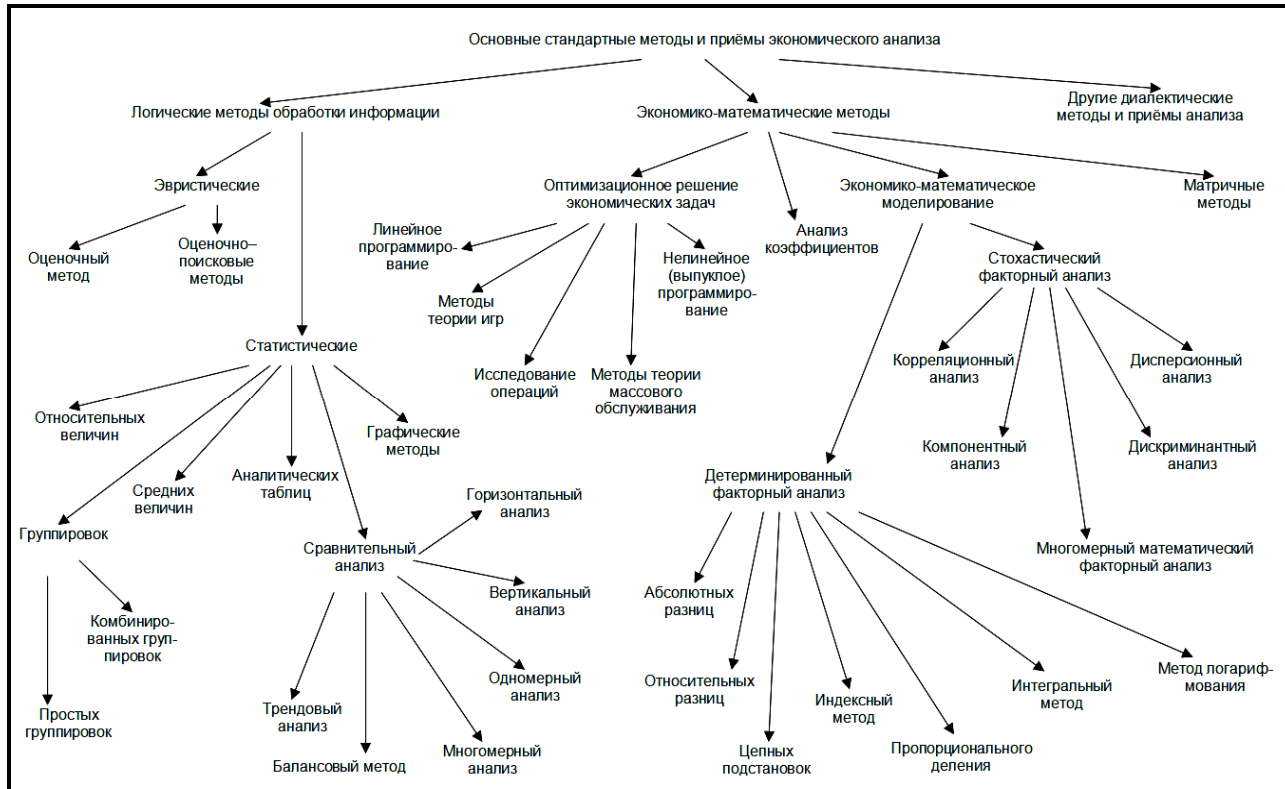 Основные стандартные методы и приёмы экономического анализа
Логические методы обработки информации
Экономико-математические методы
Другие диалектические
методы и приёмы анализа
Эвристические
Оптимизационное решение
экономических задач
Экономико-математическое
моделирование
Матричные
методы
Оценочный
метод
Оценочно–
поисковые
методы
Линейное
программиро-
вание
Анализ
коэффициентов
Нелинейное
(выпуклое)
программиро-
вание
Стохастический
факторный анализ
Методы
теории игр
Статистические
Исследование
операций
Методы теории
массового
обслуживания
Корреляционный
анализ
Дисперсионный
анализ
Относительных
величин
Графические
методы
Компонентный
анализ
Дискриминантный
анализ
Средних
величин
Аналитических
таблиц
Детерминированный
факторный анализ
Горизонтальный
анализ
Группировок
Сравнительный
анализ
Многомерный математический
факторный анализ
Вертикальный
анализ
Абсолютных
разниц
Комбиниро-
ванных груп-
пировок
Одномерный
анализ
Относительных
разниц
Индексный
метод
Интегральный
метод
Метод логариф-
мования
Простых
группировок
Трендовый
анализ
Балансовый метод
Многомерный
анализ
Цепных
подстановок
Пропорционального
деления